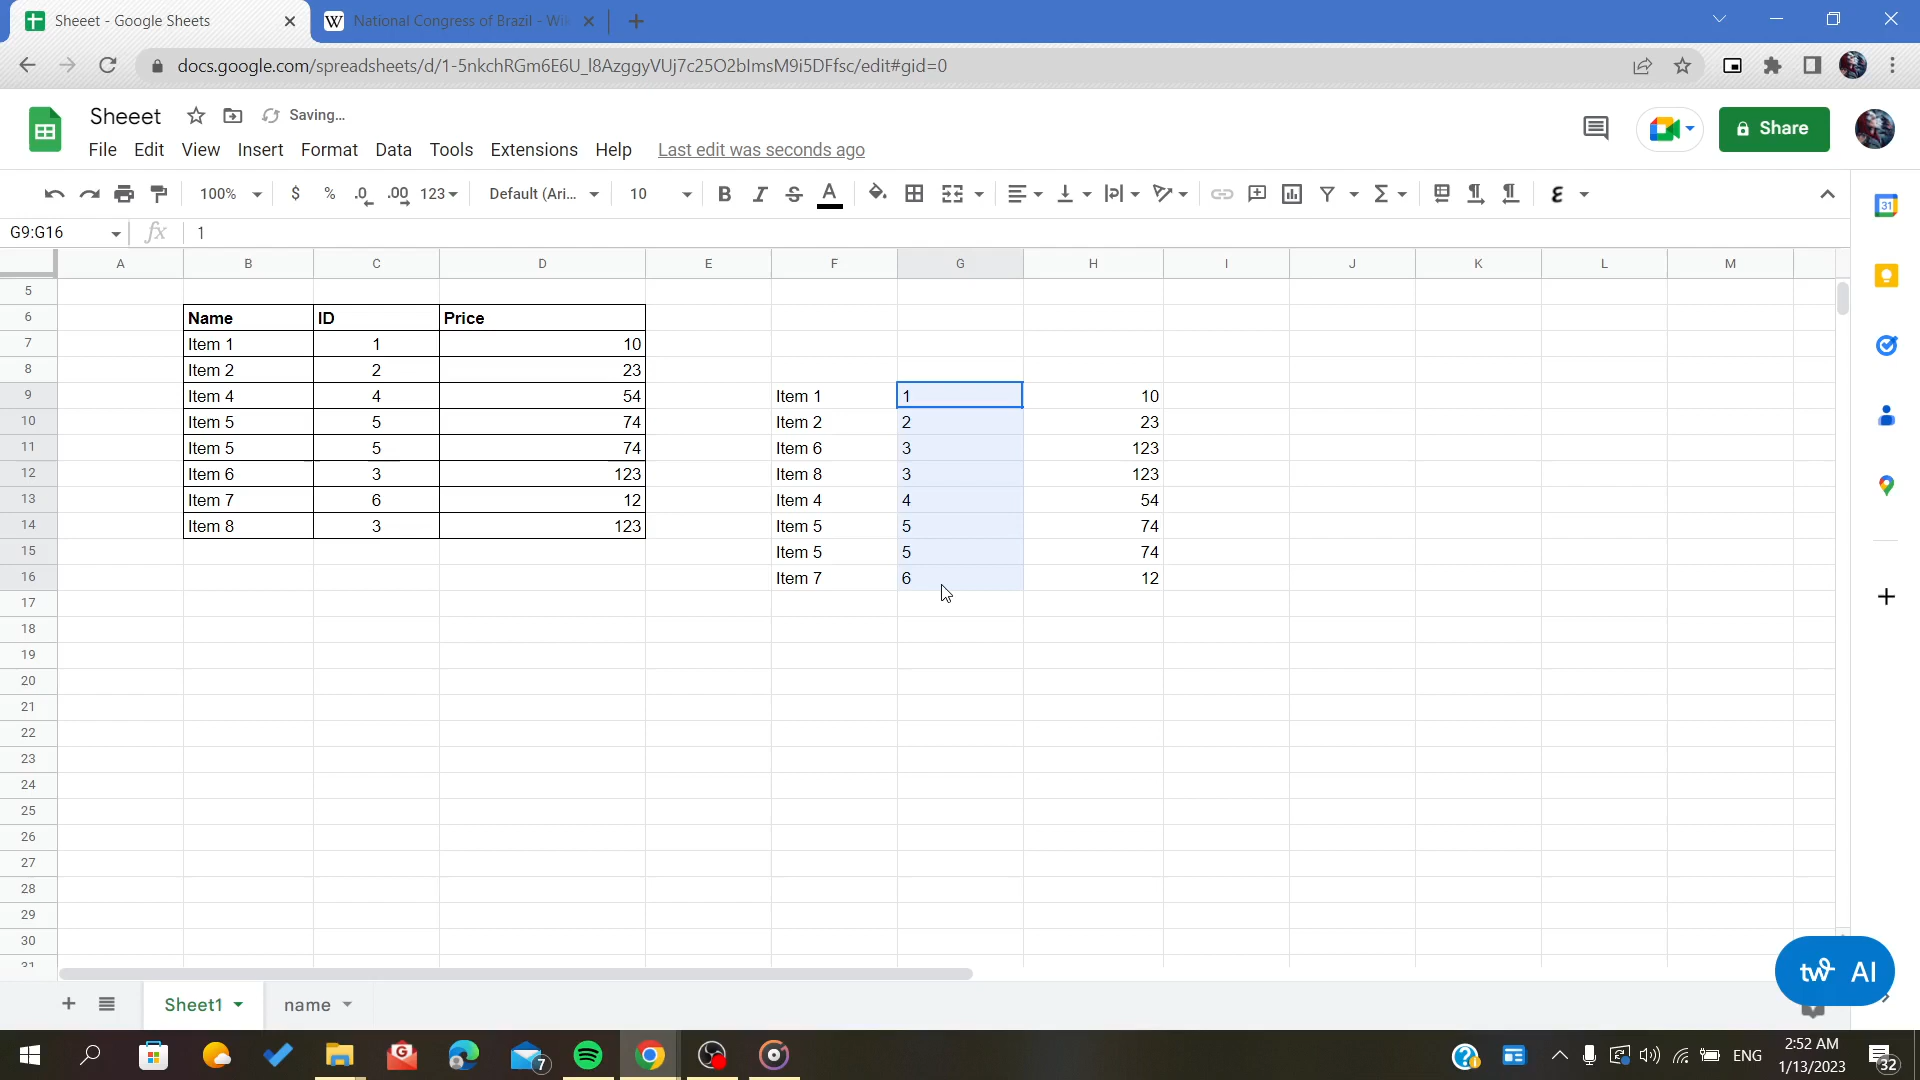 Sheeet - Google Sheets
W National Congress of Brazil - Wi
docs.google.com/spreadsheets/d/1-5nkchRGm6E6U_I8AzggyVUj7c25O2bImsM9i5DFfsc/edit#gid=0
Sheeet Saving...
File Edit View Insert Format Data Tools Extensions Help Last edit was seconds ago
Share
100% $ % .0 .00 123 Default (Ari... 10 B I S A
31
G9:G16 fx 1
A B C D E F G H I J K L M
5
6 Name ID Price
7 Item 1 1 10
8 Item 2 2 23
9 Item 4 4 54 Item 1 1 10
10 Item 5 5 74 Item 2 2 23
11 Item 5 5 74 Item 6 3 123
12 Item 6 3 123 Item 8 3 123
13 Item 7 6 12 Item 4 4 54
14 Item 8 3 123 Item 5 5 74
15 Item 5 5 74
16 Item 7 6 12
17
18
19
20
21
22
23
24
25
26
27
28
29
30
31
AI
Sheet1 name
7 ENG 2:52 AM
1/13/2023 32